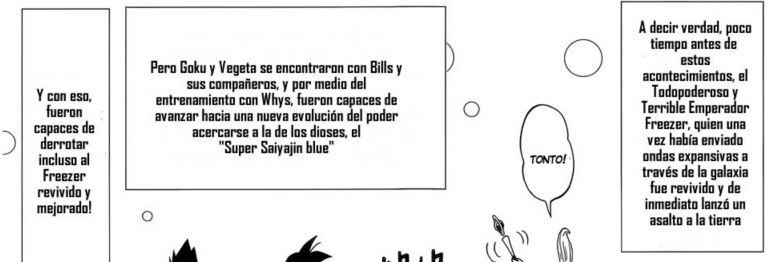 A decir verdad, poco
tiempo antes de
estos
acontecimientos, el
Todopoderoso y
Terrible Emperador
Freezer, quien una
vez había enviado
ondas expansivas a
través de la galaxia
fue revivido y de
inmediato lanzó un
asalto a la tierra
TONTO!
Pero Goku y Vegeta se encontraron con Bills y
sus compañeros, y por medio del
entrenamiento con Whys, fueron capaces de
avanzar hacia una nueva evolución del poder
acercarse a la de los dioses, el
"Super Saiyajin blue"
Y con eso,
fueron
capaces de
derrotar
incluso al
Freezer
revivido y
mejorado!